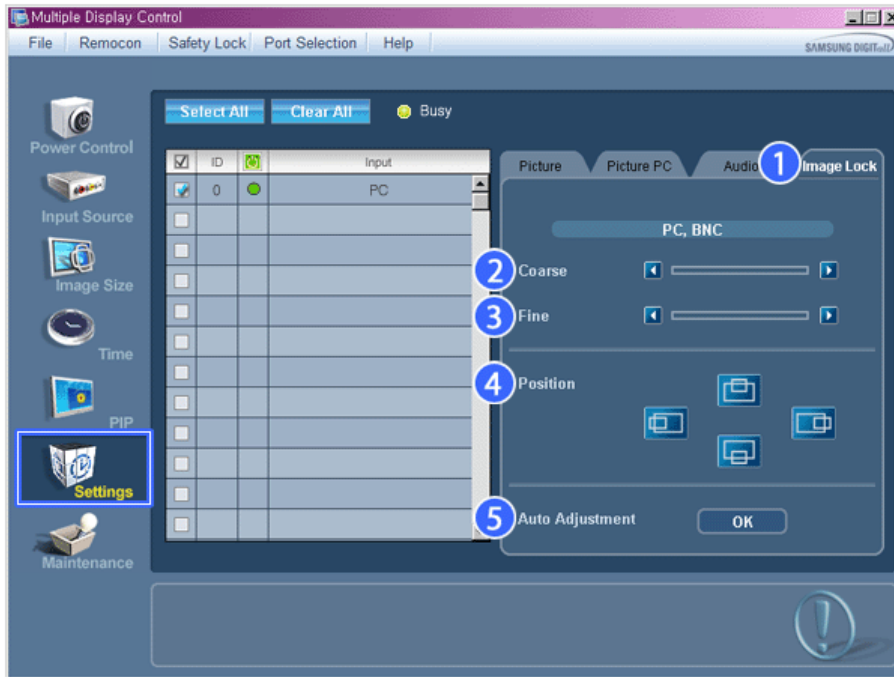 Multiple Display Control
File Remocon Safety Lock Port Selection Help
SAMSUNG DIGITall
Select All Clear All Busy
Power Control
Input Source
Image Size
Time
PIP
Settings
Maintenance
ID Input
0 PC
Picture Picture PC Audio 1 Image Lock
PC, BNC
2 Coarse
3 Fine
4 Position
5 Auto Adjustment OK